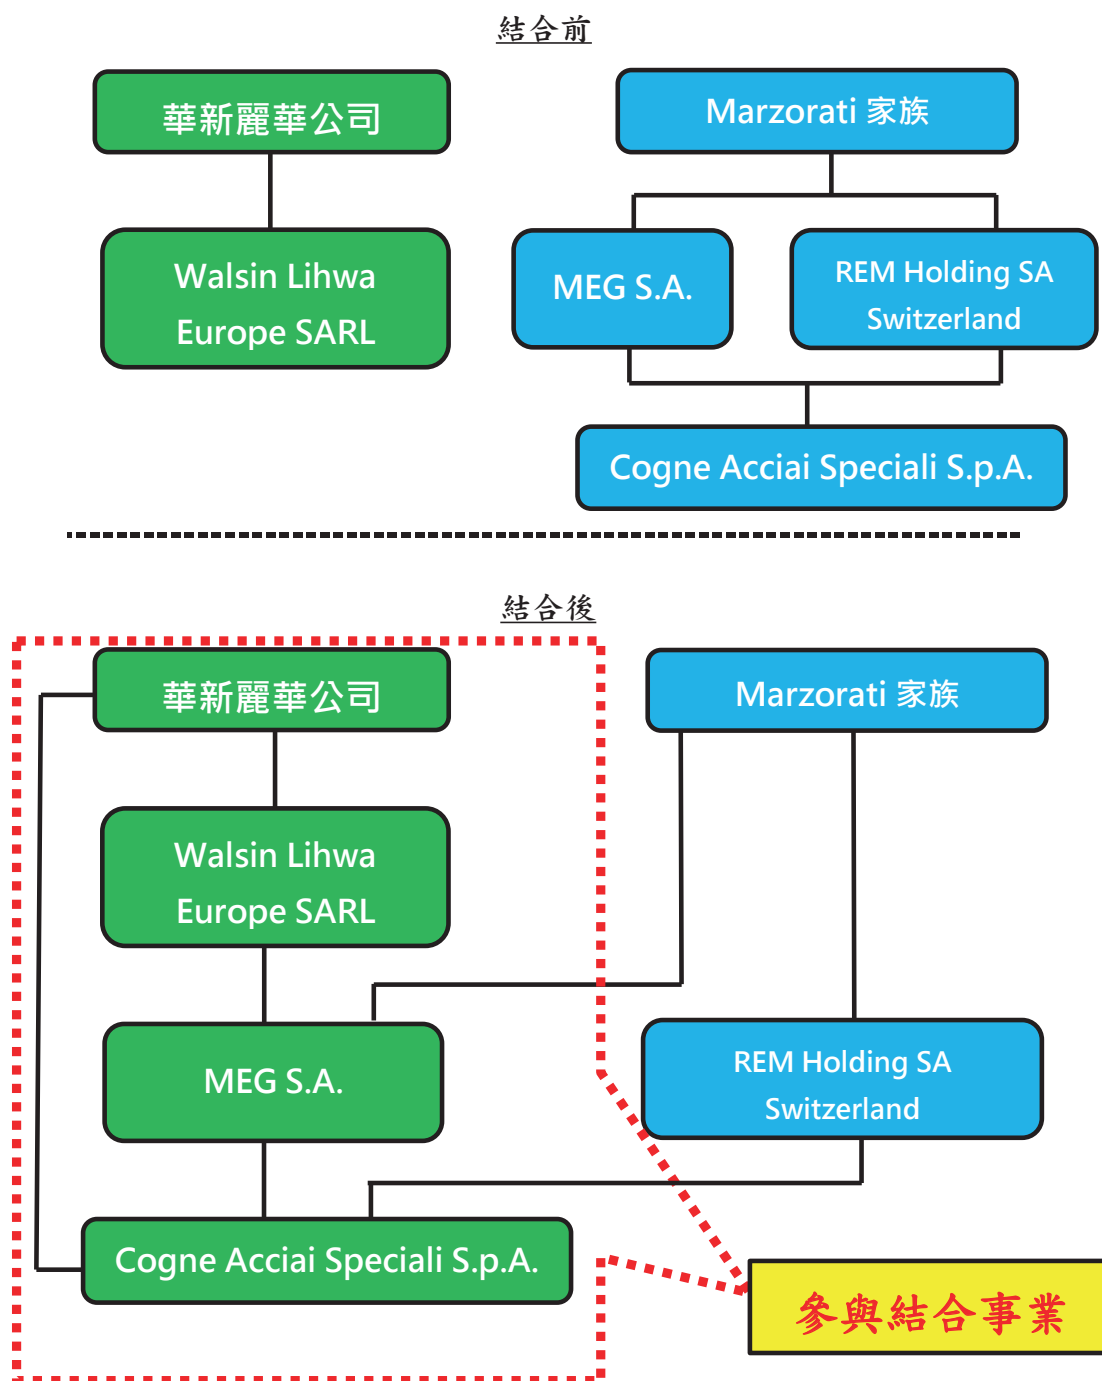 結合前
華新麗華公司
Marzorati 家族
Walsin Lihwa
Europe SARL
MEG S.A.
REM Holding SA
Switzerland
Cogne Acciai Speciali S.p.A.
結合後
華新麗華公司
Marzorati 家族
Walsin Lihwa
Europe SARL
MEG S.A.
REM Holding SA
Switzerland
Cogne Acciai Speciali S.p.A.
參與結合事業